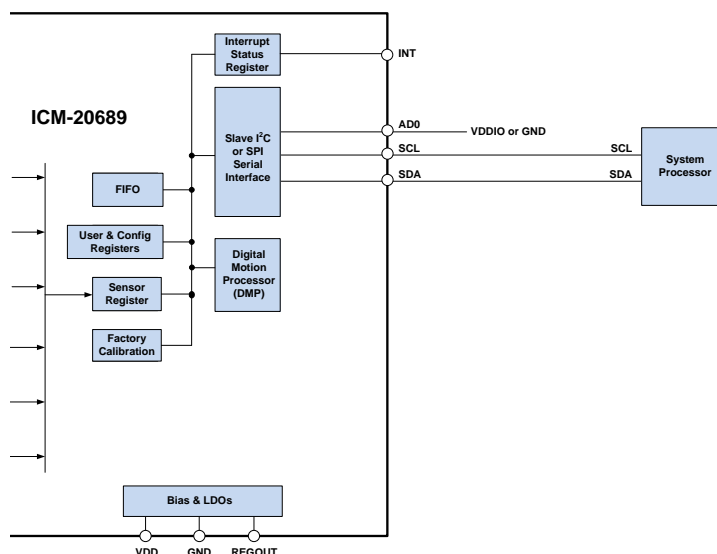 Interrupt
Status
Register
INT
ICM-20689
Slave I²C
or SPI
Serial
Interface
AD0
VDDIO or GND
SCL
SCL
SDA
SDA
System
Processor
FIFO
User & Config
Registers
Digital
Motion
Processor
(DMP)
Sensor
Register
Factory
Calibration
Bias & LDOs
VDD
GND
REGOUT